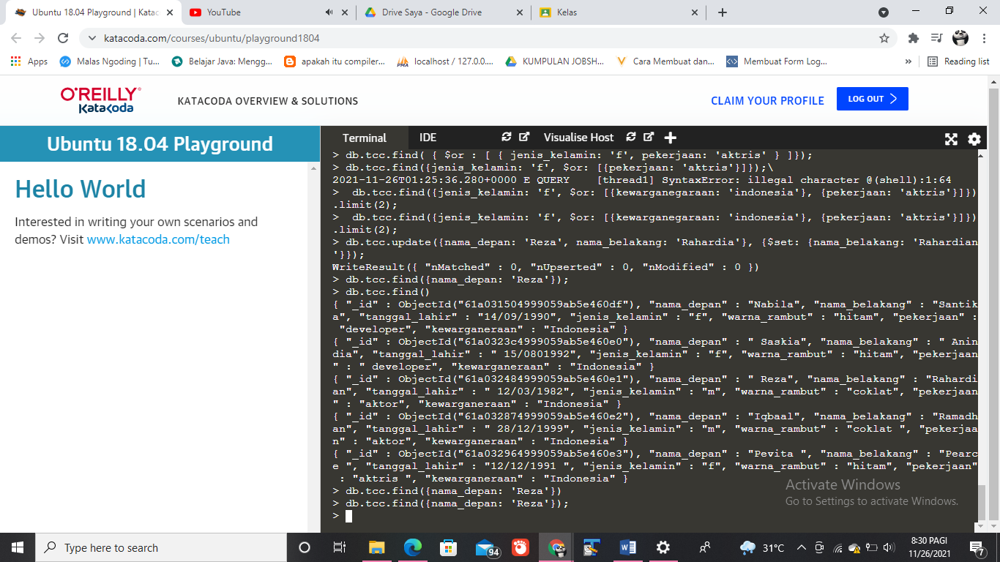 Ubuntu 18.04 Playground | Katac
YouTube
Drive Saya - Google Drive
Kelas
katacoda.com/courses/ubuntu/playground1804
Apps
Malas Ngoding | Tu...
Belajar Java: Mengg...
apakah itu compiler...
localhost / 127.0.0....
KUMPULAN JOBSH...
Cara Membuat dan...
Membuat Form Log...
»
Reading list
O'REILLY
Katacoda
KATACODA OVERVIEW & SOLUTIONS
CLAIM YOUR PROFILE
LOG OUT
Ubuntu 18.04 Playground
Hello World
Interested in writing your own scenarios and
demos? Visit www.katacoda.com/teach
Terminal
IDE
Visualise Host
> db.tcc.find( { $or : [ { jenis_kelamin: 'f', pekerjaan: 'aktris' } ]});
> db.tcc.find({jenis_kelamin: 'f', $or: [{pekerjaan: 'aktris'}]});\
2021-11-26T01:25:36.280+0000 E QUERY    [thread1] SyntaxError: illegal character @(shell):1:64
>  db.tcc.find({jenis_kelamin: 'f', $or: [{kewarganegaraan: 'indonesia'}, {pekerjaan: 'aktris'}]})
.limit(2);
>  db.tcc.find({jenis_kelamin: 'f', $or: [{kewarganegaraan: 'indonesia'}, {pekerjaan: 'aktris'}]})
.limit(2);
> db.tcc.update({nama_depan: 'Reza', nama_belakang: 'Rahardia'}, {$set: {nama_belakang: 'Rahardian
'}});
WriteResult({ "nMatched" : 0, "nUpserted" : 0, "nModified" : 0 })
> db.tcc.find({nama_depan: 'Reza'});
> db.tcc.find()
{ "_id" : ObjectId("61a031504999059ab5e460df"), "nama_depan" : "Nabila", "nama_belakang" : "Santik
a", "tanggal_lahir" : "14/09/1990", "jenis_kelamin" : "f", "warna_rambut" : "hitam", "pekerjaan" :
"developer", "kewarganeraan" : "Indonesia" }
{ "_id" : ObjectId("61a0323c4999059ab5e460e0"), "nama_depan" : " Saskia", "nama_belakang" : " Anin
dia", "tanggal_lahir" : " 15/0801992", "jenis_kelamin" : "f", "warna_rambut" : "hitam", "pekerjaan
" : " developer", "kewarganeraan" : "Indonesia" }
{ "_id" : ObjectId("61a032484999059ab5e460e1"), "nama_depan" : " Reza", "nama_belakang" : "Rahardi
an", "tanggal_lahir" : " 12/03/1982", "jenis_kelamin" : "m", "warna_rambut" : "coklat", "pekerjaan
" : "aktor", "kewarganeraan" : "Indonesia" }
{ "_id" : ObjectId("61a032874999059ab5e460e2"), "nama_depan" : "Iqbaal", "nama_belakang" : "Ramadh
an", "tanggal_lahir" : " 28/12/1999", "jenis_kelamin" : "m", "warna_rambut" : "coklat ", "pekerjaa
n" : "aktor", "kewarganeraan" : "Indonesia" }
{ "_id" : ObjectId("61a032964999059ab5e460e3"), "nama_depan" : "Pevita ", "nama_belakang" : "Pearc
e ", "tanggal_lahir" : "12/12/1991 ", "jenis_kelamin" : "f", "warna_rambut" : "hitam", "pekerjaan"
: "aktris ", "kewarganeraan" : "Indonesia" }
> db.tcc.find({nama_depan: 'Reza'})
> db.tcc.find({nama_depan: 'Reza'});
>
Activate Windows
Go to Settings to activate Windows.
Type here to search
94
31°C
8:30 PAGI
11/26/2021
7